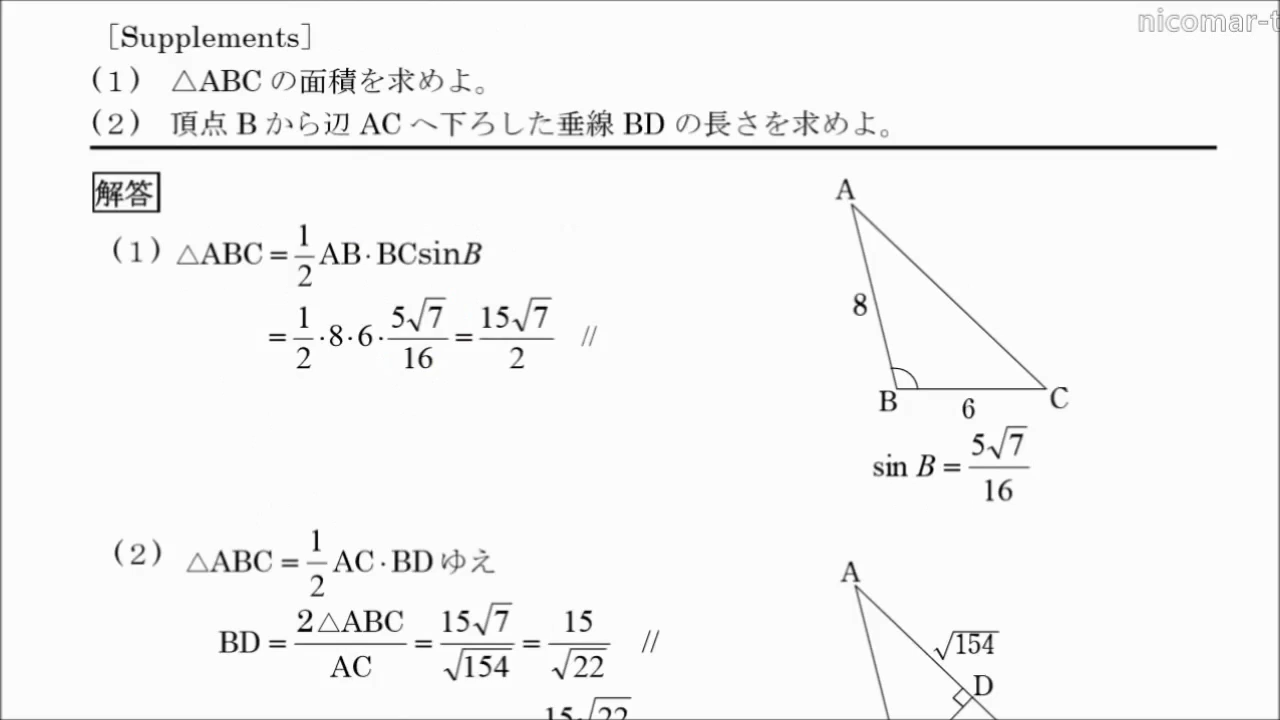 nicomar-t
[Supplements]
(1) △ABC の面積を求めよ。
(2) 頂点 B から辺 AC へ下ろした垂線 BD の長さを求めよ。
解答
(1) △ABC = 1/2 AB · BCsinB
= 1/2 · 8 · 6 · 5√7/16 = 15√7/2 //
A
8
B
6
C
sin B = 5√7/16
(2) △ABC = 1/2 AC · BD ゆえ
BD = 2△ABC/AC = 15√7/√154 = 15/√22 //
15√22
A
√154
D